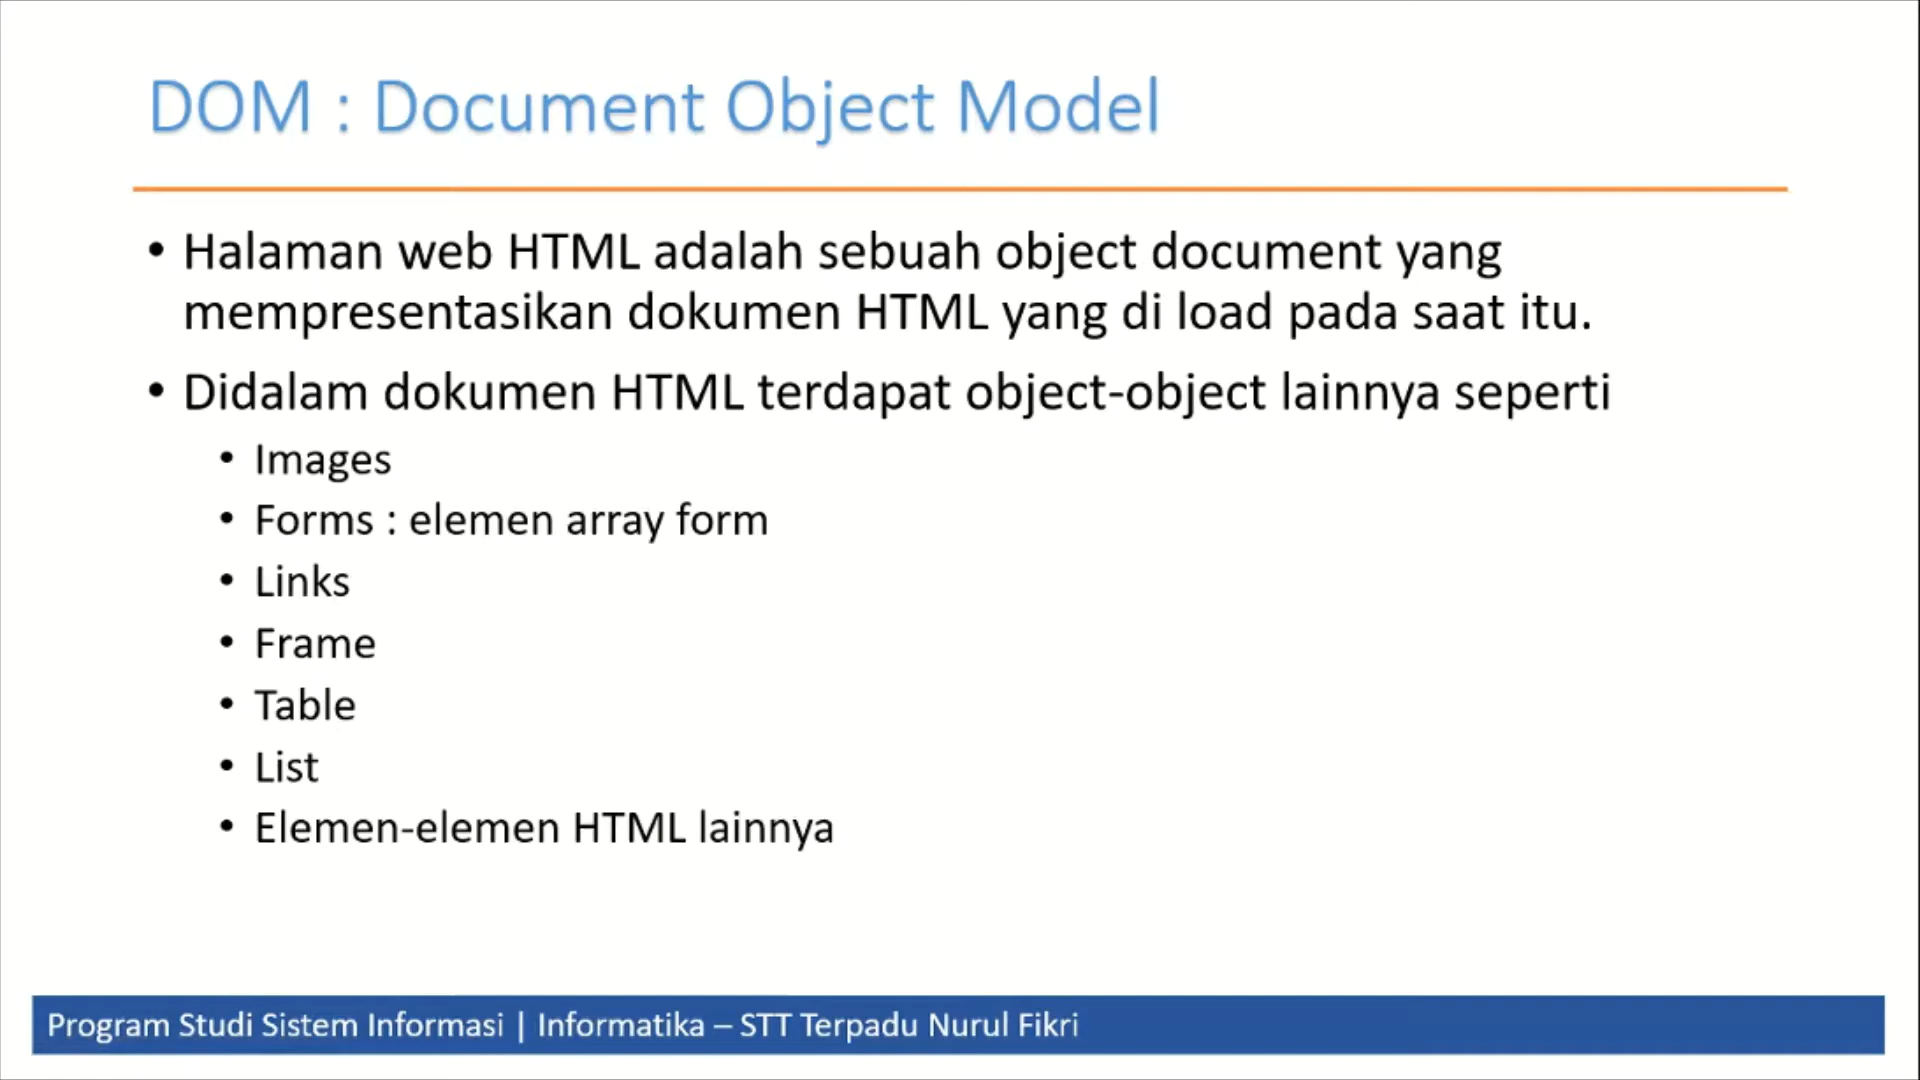 DOM : Document Object Model
• Halaman web HTML adalah sebuah object document yang
mempresentasikan dokumen HTML yang di load pada saat itu.
• Didalam dokumen HTML terdapat object-object lainnya seperti
• Images
• Forms : elemen array form
• Links
• Frame
• Table
• List
• Elemen-elemen HTML lainnya
Program Studi Sistem Informasi | Informatika – STT Terpadu Nurul Fikri